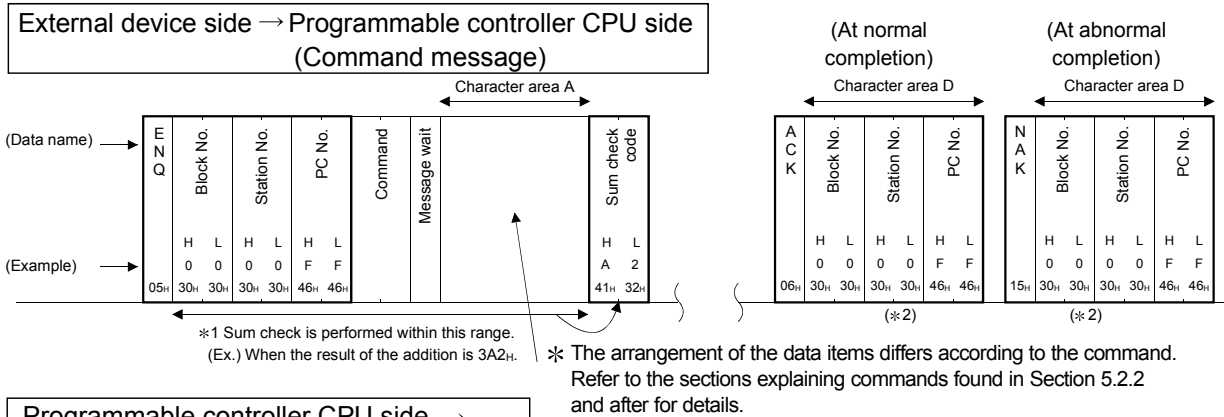 External device side → Programmable controller CPU side
(Command message)
(At normal
completion)
(At abnormal
completion)
Character area A
Character area D
Character area D
(Data name)
E
N
Q
Block No.
Station No.
PC No.
Command
Message wait
Sum check
code
A
C
K
Block No.
Station No.
PC No.
N
A
K
Block No.
Station No.
PC No.
H L H L H L H L
H L H L H L
H L H L H L
(Example)
0 0 0 0 F F A 2
0 0 0 0 F F
0 0 0 0 F F
05H 30H 30H 30H 30H 46H 46H 41H 32H
06H 30H 30H 30H 30H 46H 46H
15H 30H 30H 30H 30H 46H 46H
(*2)
(*2)
*1 Sum check is performed within this range.
(Ex.) When the result of the addition is 3A2H.
* The arrangement of the data items differs according to the command.
Refer to the sections explaining commands found in Section 5.2.2
and after for details.
Programmable controller CPU side →